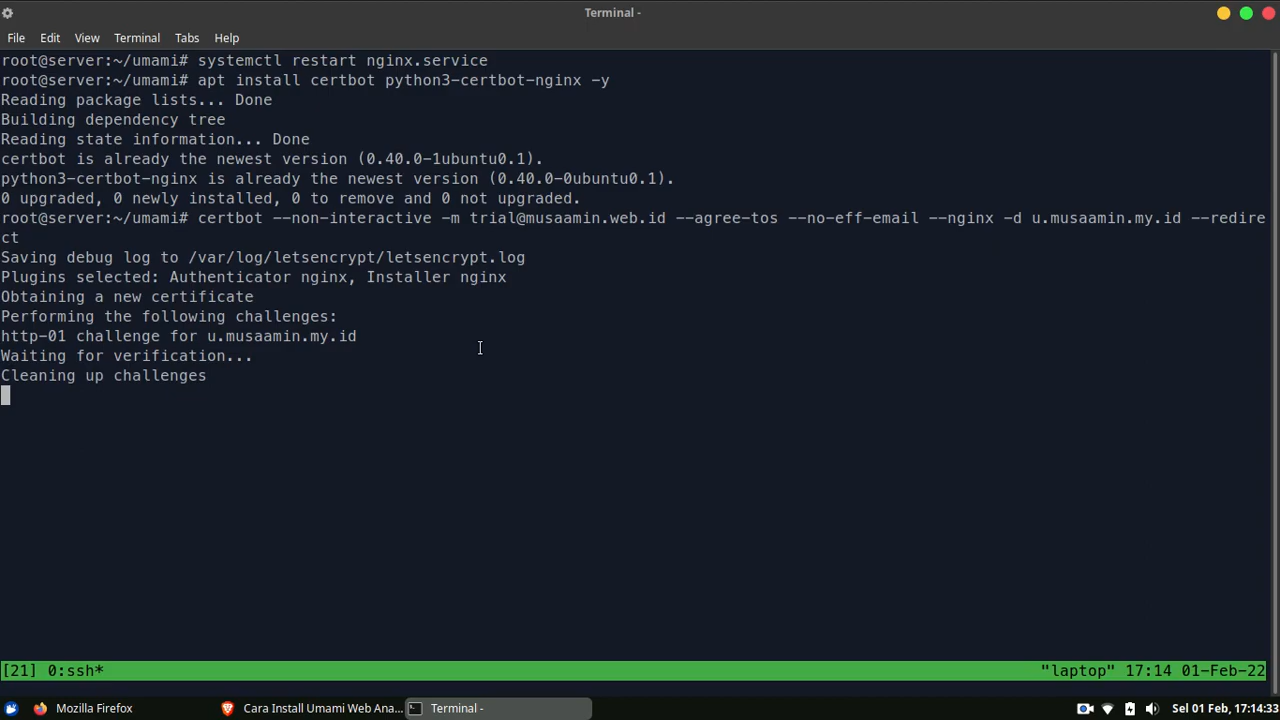 Terminal -
File Edit View Terminal Tabs Help
root@server:~/umami# systemctl restart nginx.service
root@server:~/umami# apt install certbot python3-certbot-nginx -y
Reading package lists... Done
Building dependency tree
Reading state information... Done
certbot is already the newest version (0.40.0-1ubuntu0.1).
python3-certbot-nginx is already the newest version (0.40.0-0ubuntu0.1).
0 upgraded, 0 newly installed, 0 to remove and 0 not upgraded.
root@server:~/umami# certbot --non-interactive -m trial@musaamin.web.id --agree-tos --no-eff-email --nginx -d u.musaamin.my.id --redire
ct
Saving debug log to /var/log/letsencrypt/letsencrypt.log
Plugins selected: Authenticator nginx, Installer nginx
Obtaining a new certificate
Performing the following challenges:
http-01 challenge for u.musaamin.my.id
Waiting for verification...
Cleaning up challenges
[21] 0:ssh* "laptop" 17:14 01-Feb-22
Mozilla Firefox Cara Install Umami Web Ana... Terminal - Sel 01 Feb, 17:14:33